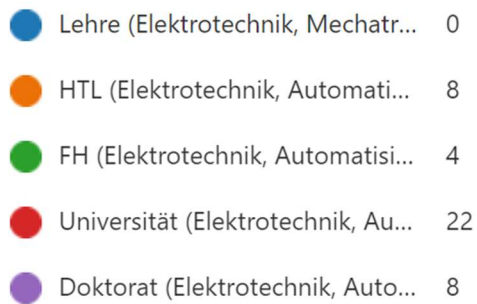 Lehre (Elektrotechnik, Mechatr... 0
HTL (Elektrotechnik, Automati... 8
FH (Elektrotechnik, Automatisi... 4
Universität (Elektrotechnik, Au... 22
Doktorat (Elektrotechnik, Auto... 8